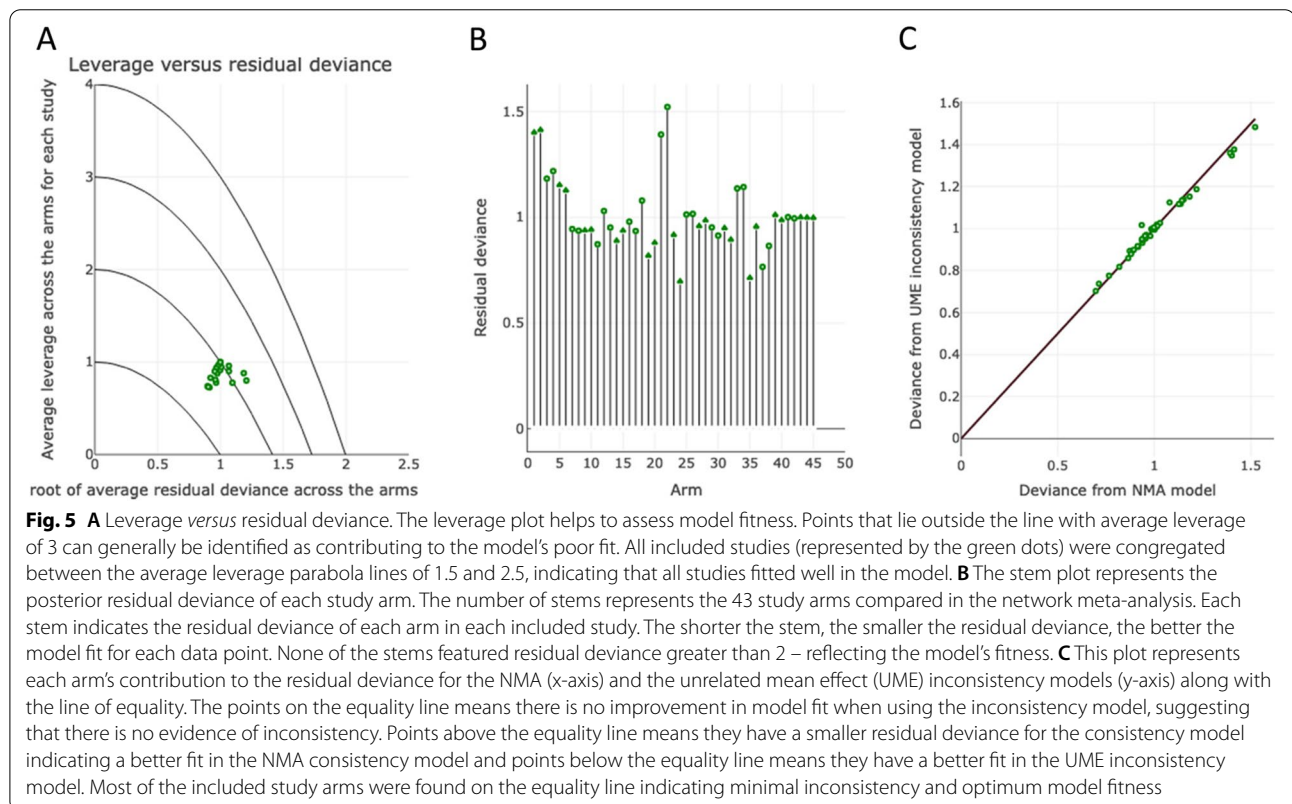 A
Leverage versus residual deviance
Average leverage across the arms for each study
4
3
2
1
0
0
0.5
1
1.5
2
2.5
root of average residual deviance across the arms
B
Residual deviance
1.5
1
0.5
0
0
5
10
15
20
25
30
35
40
45
50
Arm
C
Deviance from UME inconsistency model
1.6
1.4
1.2
1
0.8
0.6
0.4
0.2
0
0
0.5
1
1.5
Deviance from NMA model
Fig. 5 A Leverage versus residual deviance. The leverage plot helps to assess model fitness. Points that lie outside the line with average leverage
of 3 can generally be identified as contributing to the model's poor fit. All included studies (represented by the green dots) were congregated
between the average leverage parabola lines of 1.5 and 2.5, indicating that all studies fitted well in the model. B The stem plot represents the
posterior residual deviance of each study arm. The number of stems represents the 43 study arms compared in the network meta-analysis. Each
stem indicates the residual deviance of each arm in each included study. The shorter the stem, the smaller the residual deviance, the better the
model fit for each data point. None of the stems featured residual deviance greater than 2 – reflecting the model's fitness. C This plot represents
each arm's contribution to the residual deviance for the NMA (x-axis) and the unrelated mean effect (UME) inconsistency models (y-axis) along with
the line of equality. The points on the equality line means there is no improvement in model fit when using the inconsistency model, suggesting
that there is no evidence of inconsistency. Points above the equality line means they have a smaller residual deviance for the consistency model
indicating a better fit in the NMA consistency model and points below the equality line means they have a better fit in the UME inconsistency
model. Most of the included study arms were found on the equality line indicating minimal inconsistency and optimum model fitness